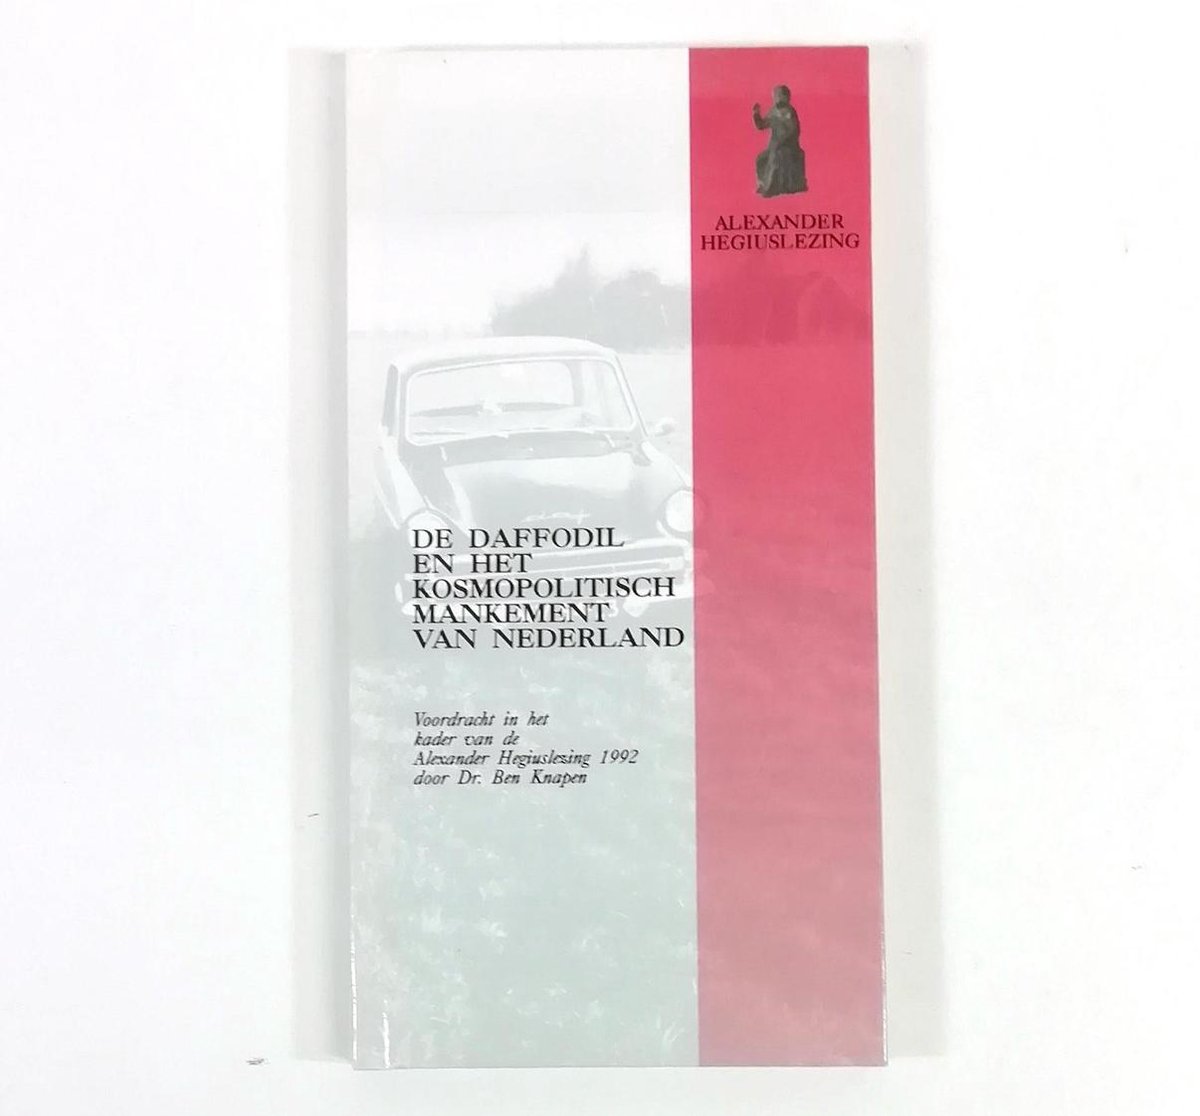 ALEXANDER
HEGIUSLEZING
DE DAFFODIL
EN HET
KOSMOPOLITISCH
MANKEMENT
VAN NEDERLAND
Voordracht in het
kader van de
Alexander Hegiuslezing 1992
door Dr. Ben Knapen